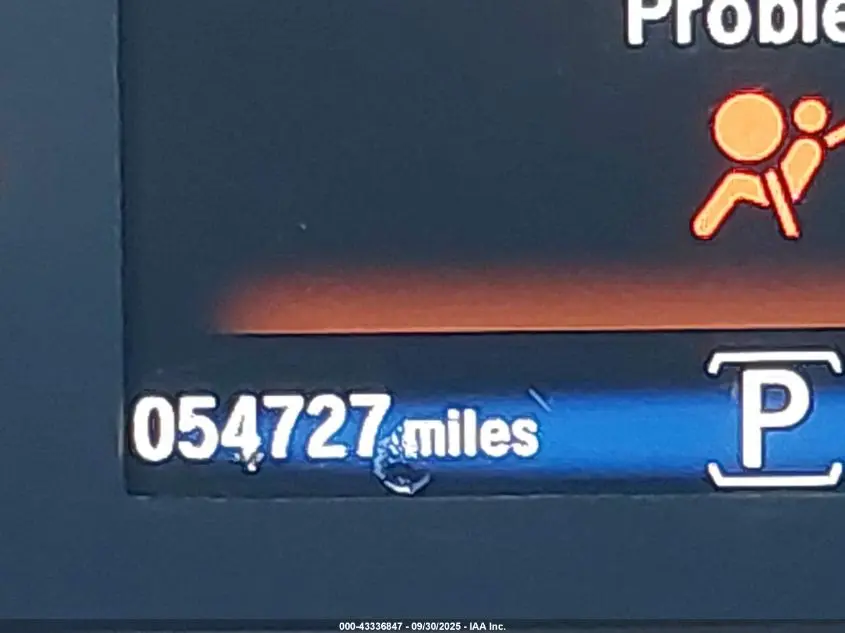 Proble
054727 miles
P
000-43336847 - 09/30/2025 - IAA Inc.